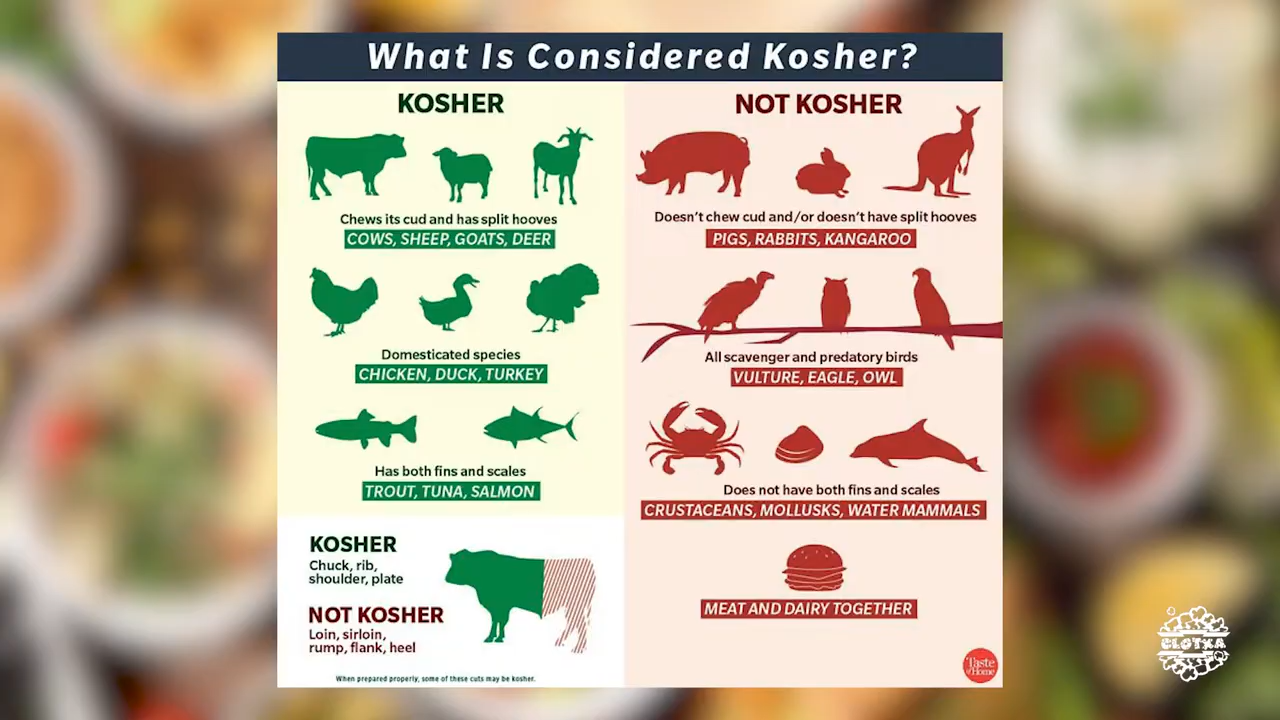 What Is Considered Kosher?
KOSHER
Chews its cud and has split hooves
COWS, SHEEP, GOATS, DEER
Domesticated species
CHICKEN, DUCK, TURKEY
Has both fins and scales
TROUT, TUNA, SALMON
KOSHER
Chuck, rib,
shoulder, plate
NOT KOSHER
Loin, sirloin,
rump, flank, heel
When prepared properly, some of these cuts may be kosher.
NOT KOSHER
Doesn't chew cud and/or doesn't have split hooves
PIGS, RABBITS, KANGAROO
All scavenger and predatory birds
VULTURE, EAGLE, OWL
Does not have both fins and scales
CRUSTACEANS, MOLLUSKS, WATER MAMMALS
MEAT AND DAIRY TOGETHER
Taste
of Home
GLOTKA